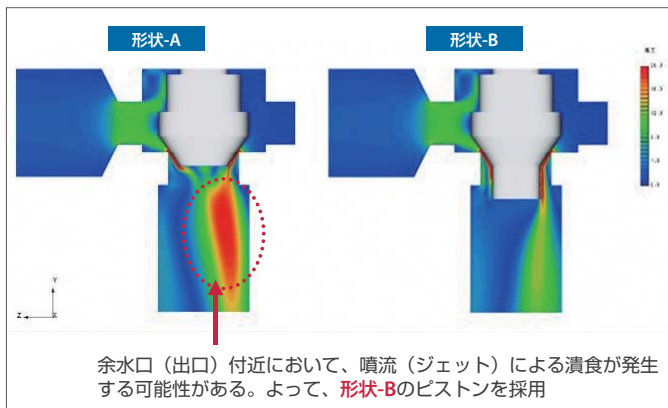 形状-A
形状-B
Y
Z
X
余水口（出口）付近において、噴流（ジェット）による潰食が発生
する可能性がある。よって、形状-Bのピストンを採用